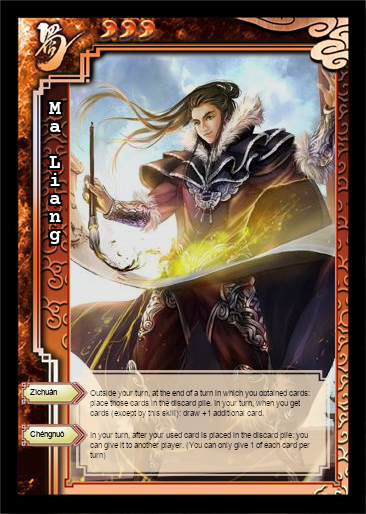 蜀
Ma Liang
Zichuán
Outside your turn, at the end of a turn in which you obtained cards:
place those cards in the discard pile. In your turn, when you get
cards (except by this skill): draw +1 additional card.
Chéngnuò
In your turn, after your used card is placed in the discard pile: you
can give it to another player. (You can only give 1 of each card per
turn)